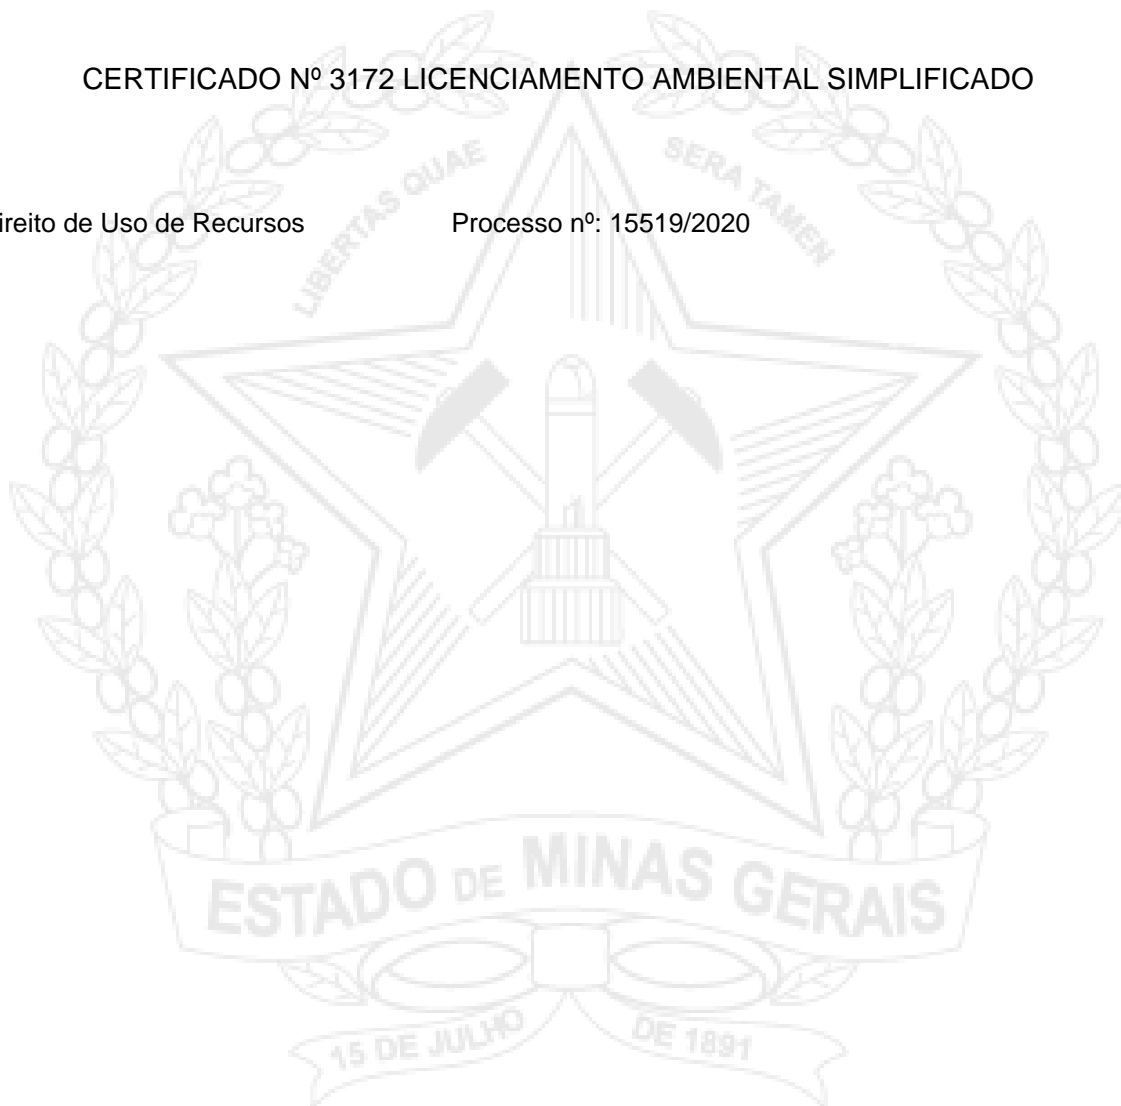 CERTIFICADO Nº 3172 LICENCIAMENTO AMBIENTAL SIMPLIFICADO
LIBERTAS QUAE SERA TAMEN
ireito de Uso de Recursos Processo nº: 15519/2020
ESTADO DE MINAS GERAIS
15 DE JULHO DE 1891